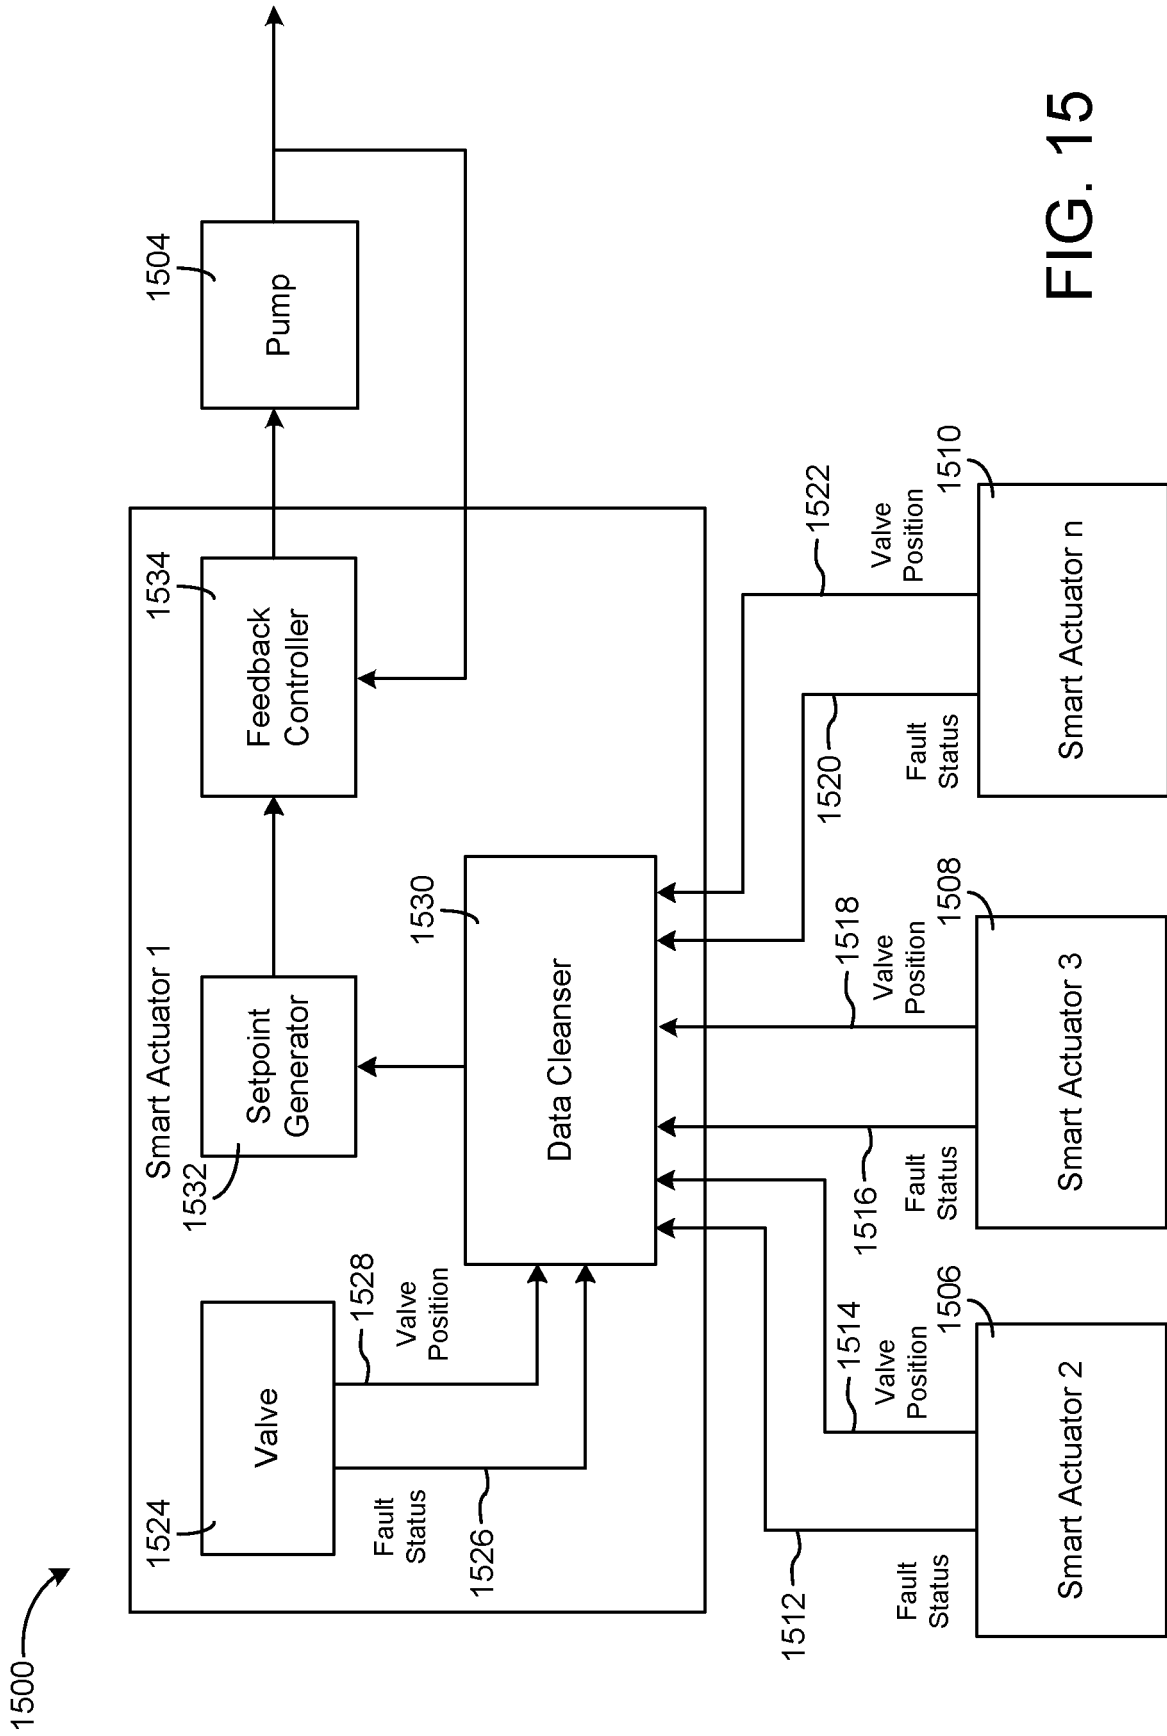 1500
Smart Actuator 1
1524
Valve
Fault
Status
1526
1528
Valve
Position
1532
Setpoint
Generator
1534
Feedback
Controller
1504
Pump
1530
Data Cleanser
1512
Fault
Status
1514
Valve
Position
1506
Smart Actuator 2
1516
Fault
Status
1518
Valve
Position
1508
Smart Actuator 3
1520
Fault
Status
1522
Valve
Position
1510
Smart Actuator n
FIG. 15